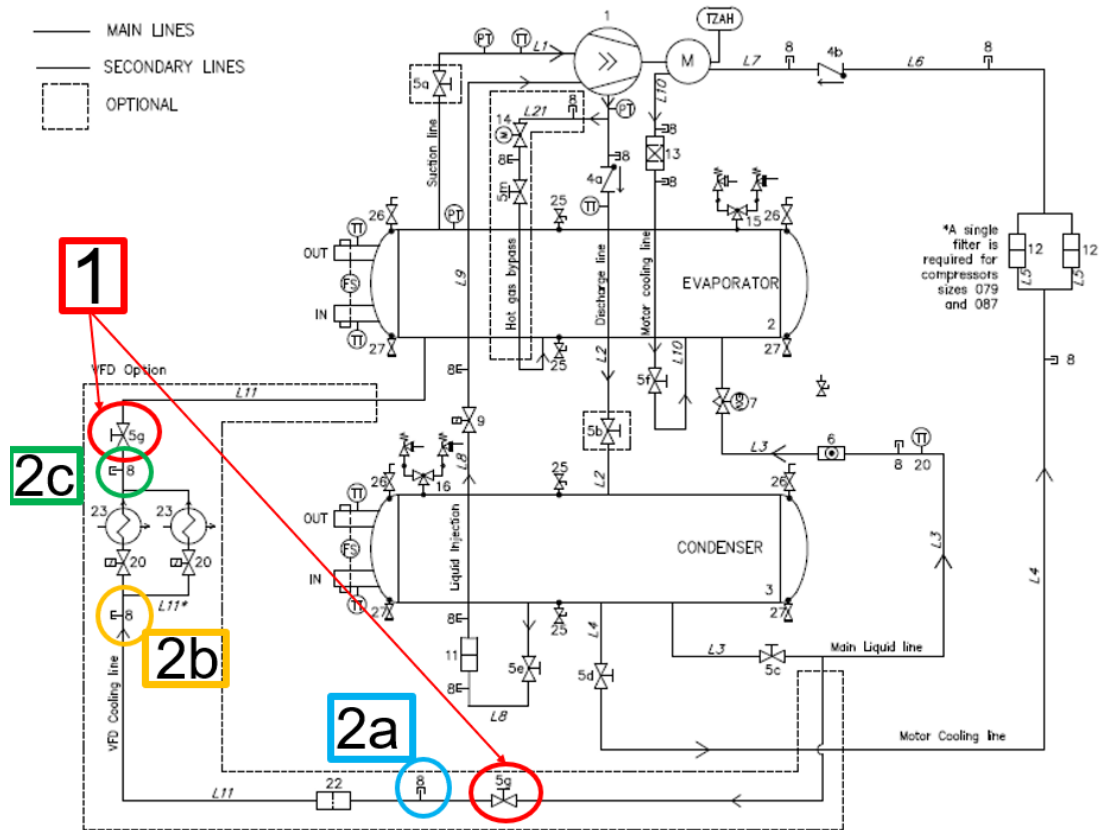 MAIN LINES
SECONDARY LINES
OPTIONAL
1
TZAH
PT
TT
L1
M
L7
8
4b
L6
8
5a
L10
8
L21
PT
14
M
8
8
8
13
Suction line
5m
4a
8
TT
25
15
26
PT
26
TT
OUT
FS
IN
TT
L9
Hot gas bypass
Discharge line
Motor cooling line
EVAPORATOR
2
*A single
filter is
required for
compressors
sizes 079
and 087
12
12
L5
L5
27
25
27
1
VFD Option
L11
8
L2
L10
5f
8
5g
9
5b
7
6
L3
8
TT
20
2c
8
L8
16
25
26
26
L2
23
23
TT
OUT
FS
IN
TT
Liquid Injection
CONDENSER
3
L3
L4
20
20
27
25
27
8
L11*
2b
8
11
8
5e
L8
L4
5d
L3
5c
Main Liquid line
VFD Cooling line
2a
Motor Cooling line
8
5g
L11
22